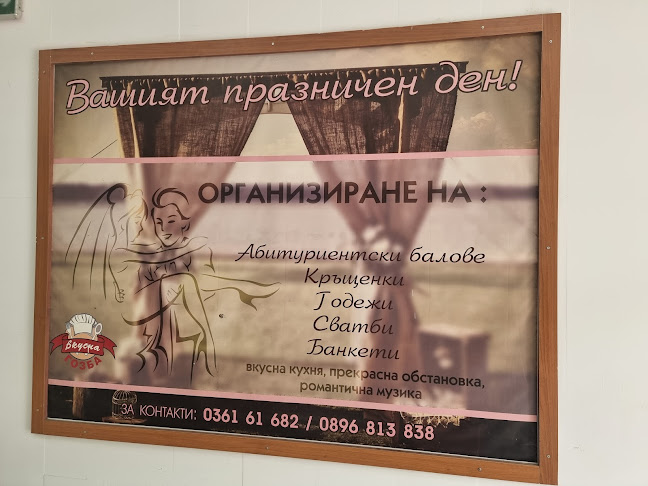 Вашият празничен ден!
ОРГАНИЗИРАНЕ НА :
Абитуриентски балове
Кръщенки
Годежи
Сватби
Банкети
вкусна кухня, прекрасна обстановка,
романтична музика
Вкусна
ГОЗБА
ЗА КОНТАКТИ: 0361 61 682 / 0896 813 838